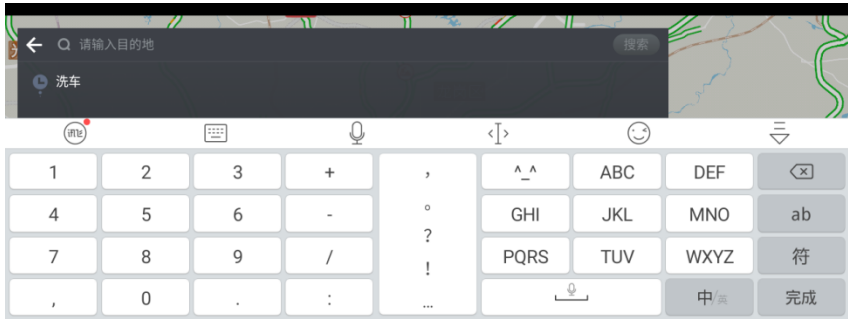 请输入目的地
搜索
洗车
讯飞
1 2 3 + , ^_^ ABC DEF
4 5 6 - 。 GHI JKL MNO ab
7 8 9 / ? ! PQRS TUV WXYZ 符
, 0 . : ... 中/英 完成